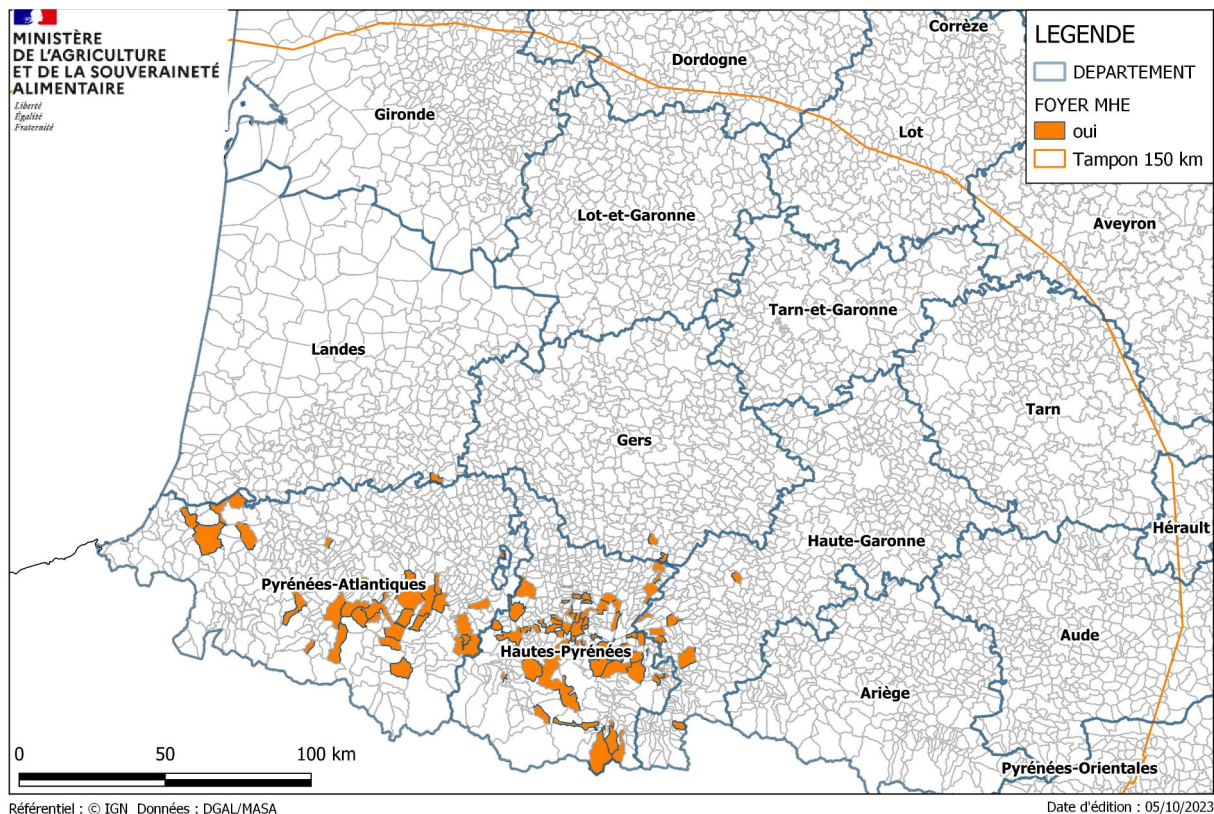 MINISTÈRE
DE L'AGRICULTURE
ET DE LA SOUVERAINETÉ
ALIMENTAIRE
Liberté
Égalité
Fraternité
Corrèze
Dordogne
Gironde
Lot
Lot-et-Garonne
Aveyron
Tarn-et-Garonne
Landes
Tarn
Gers
Hérault
Haute-Garonne
Pyrénées-Atlantiques
Aude
Hautes-Pyrénées
Ariège
Pyrénées-Orientales
LEGENDE
DEPARTEMENT
FOYER MHE
oui
Tampon 150 km
0 50 100 km
Référentiel : © IGN Données : DGAL/MASA
Date d'édition : 05/10/2023